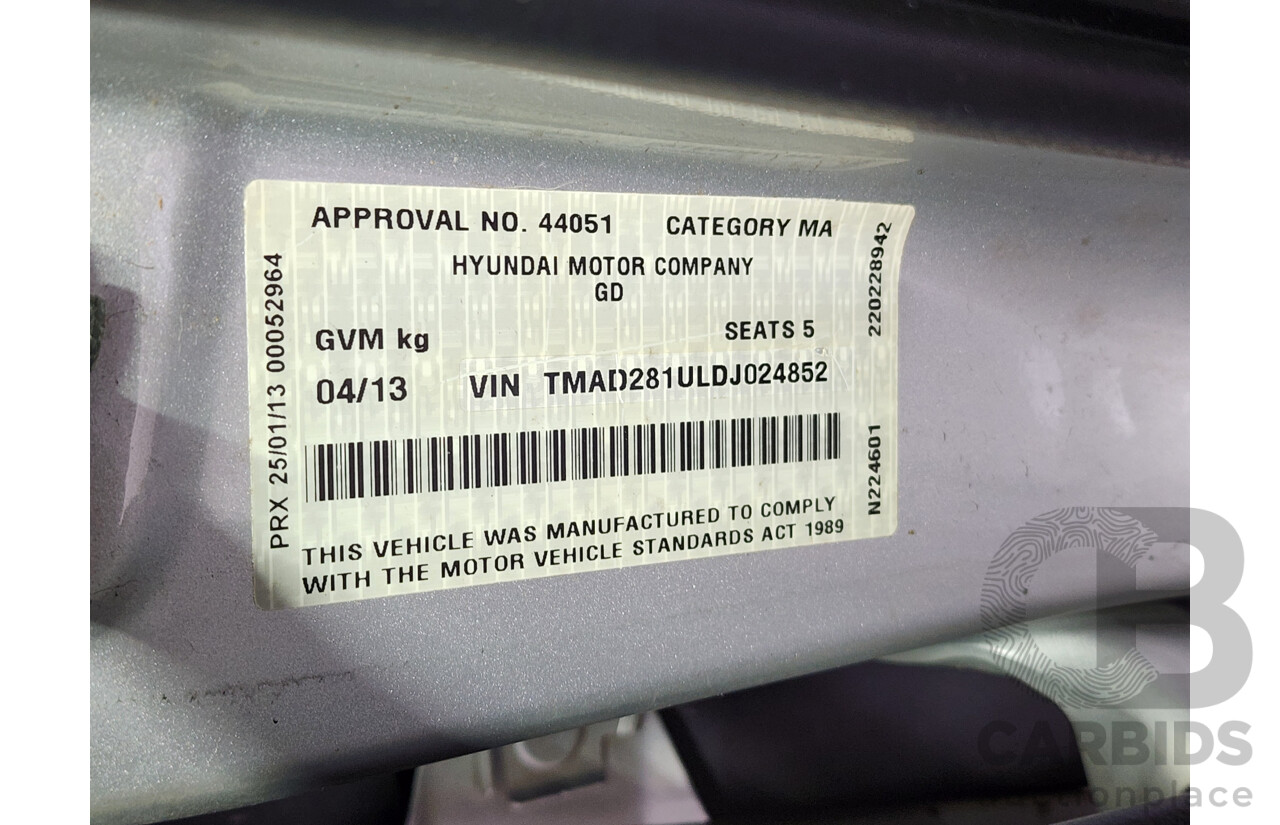 APPROVAL NO. 44051 CATEGORY MA
HYUNDAI MOTOR COMPANY
GD
GVM kg SEATS 5
04/13 VIN TMAD281ULDJ024852
THIS VEHICLE WAS MANUFACTURED TO COMPLY
WITH THE MOTOR VEHICLE STANDARDS ACT 1989
PRX 25/01/13 00052964
220228942
N224601
CB
CARBIDS